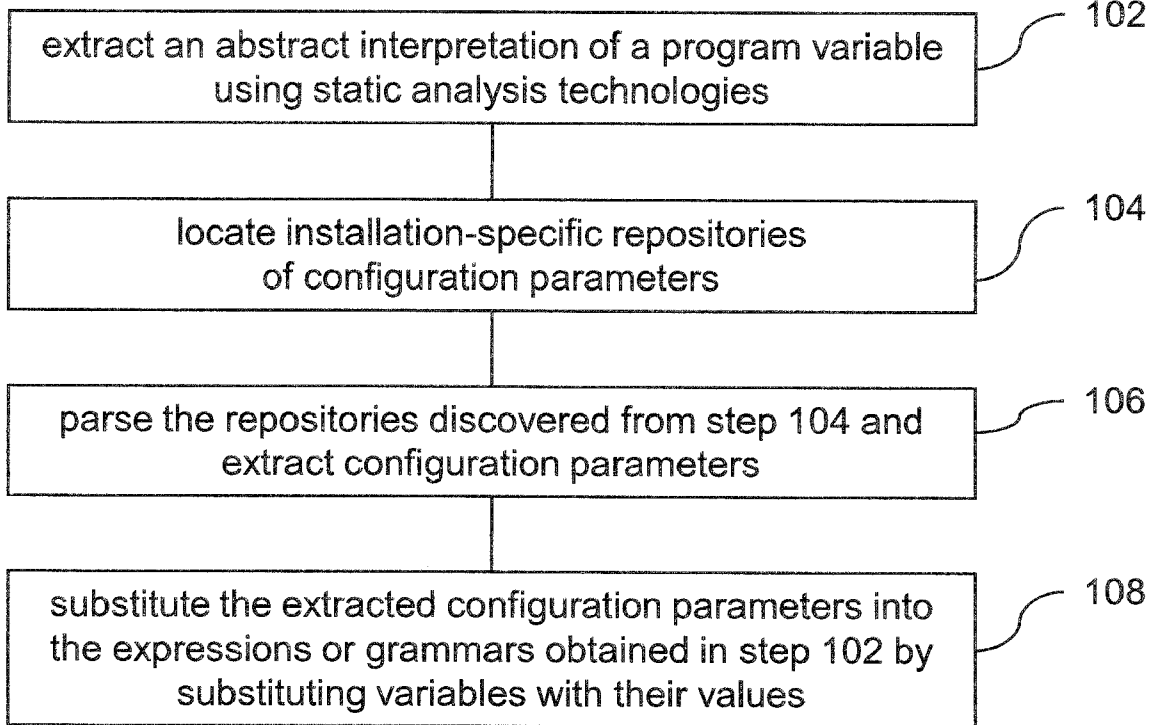 extract an abstract interpretation of a program variable
using static analysis technologies
102
locate installation-specific repositories
of configuration parameters
104
parse the repositories discovered from step 104 and
extract configuration parameters
106
substitute the extracted configuration parameters into
the expressions or grammars obtained in step 102 by
substituting variables with their values
108